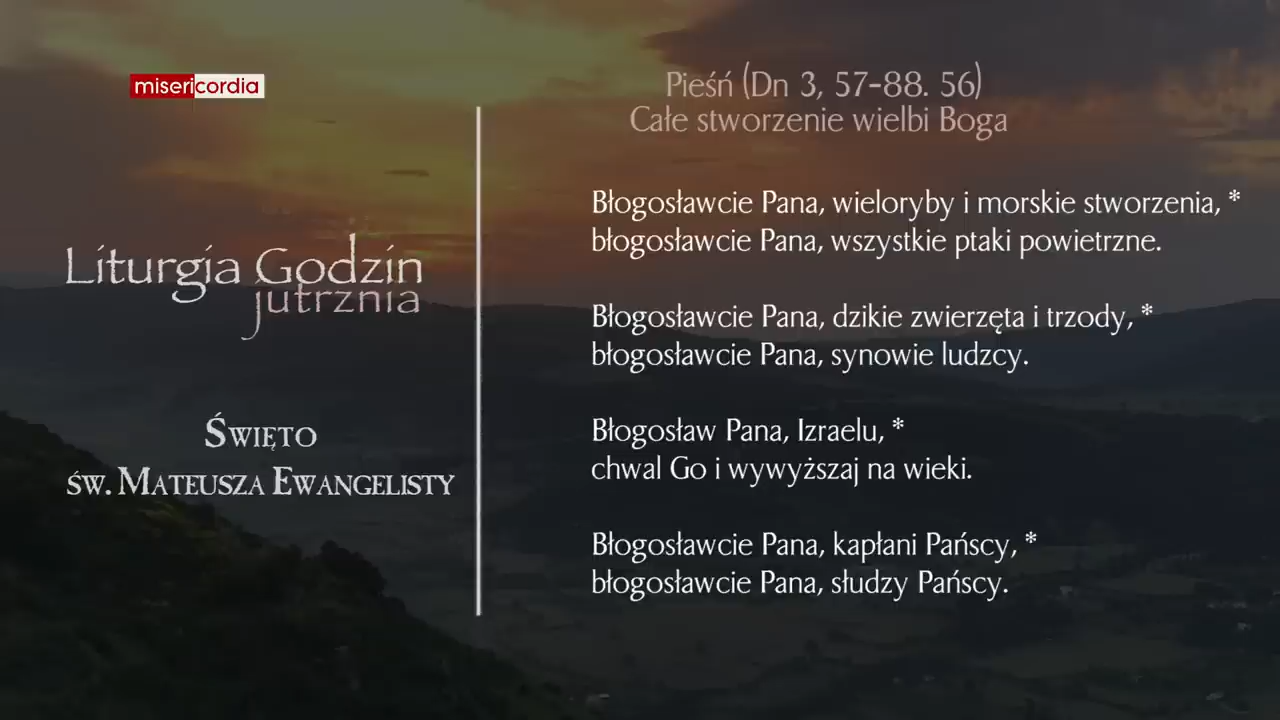 misericordia
Liturgia Godzin
jutrznia
Święto
św. Mateusza Ewangelisty
Pieśń (Dn 3, 57-88. 56)
Całe stworzenie wielbi Boga
Błogosławcie Pana, wieloryby i morskie stworzenia, *
błogosławcie Pana, wszystkie ptaki powietrzne.
Błogosławcie Pana, dzikie zwierzęta i trzody, *
błogosławcie Pana, synowie ludzcy.
Błogosław Pana, Izraelu, *
chwal Go i wywyższaj na wieki.
Błogosławcie Pana, kapłani Pańscy, *
błogosławcie Pana, słudzy Pańscy.